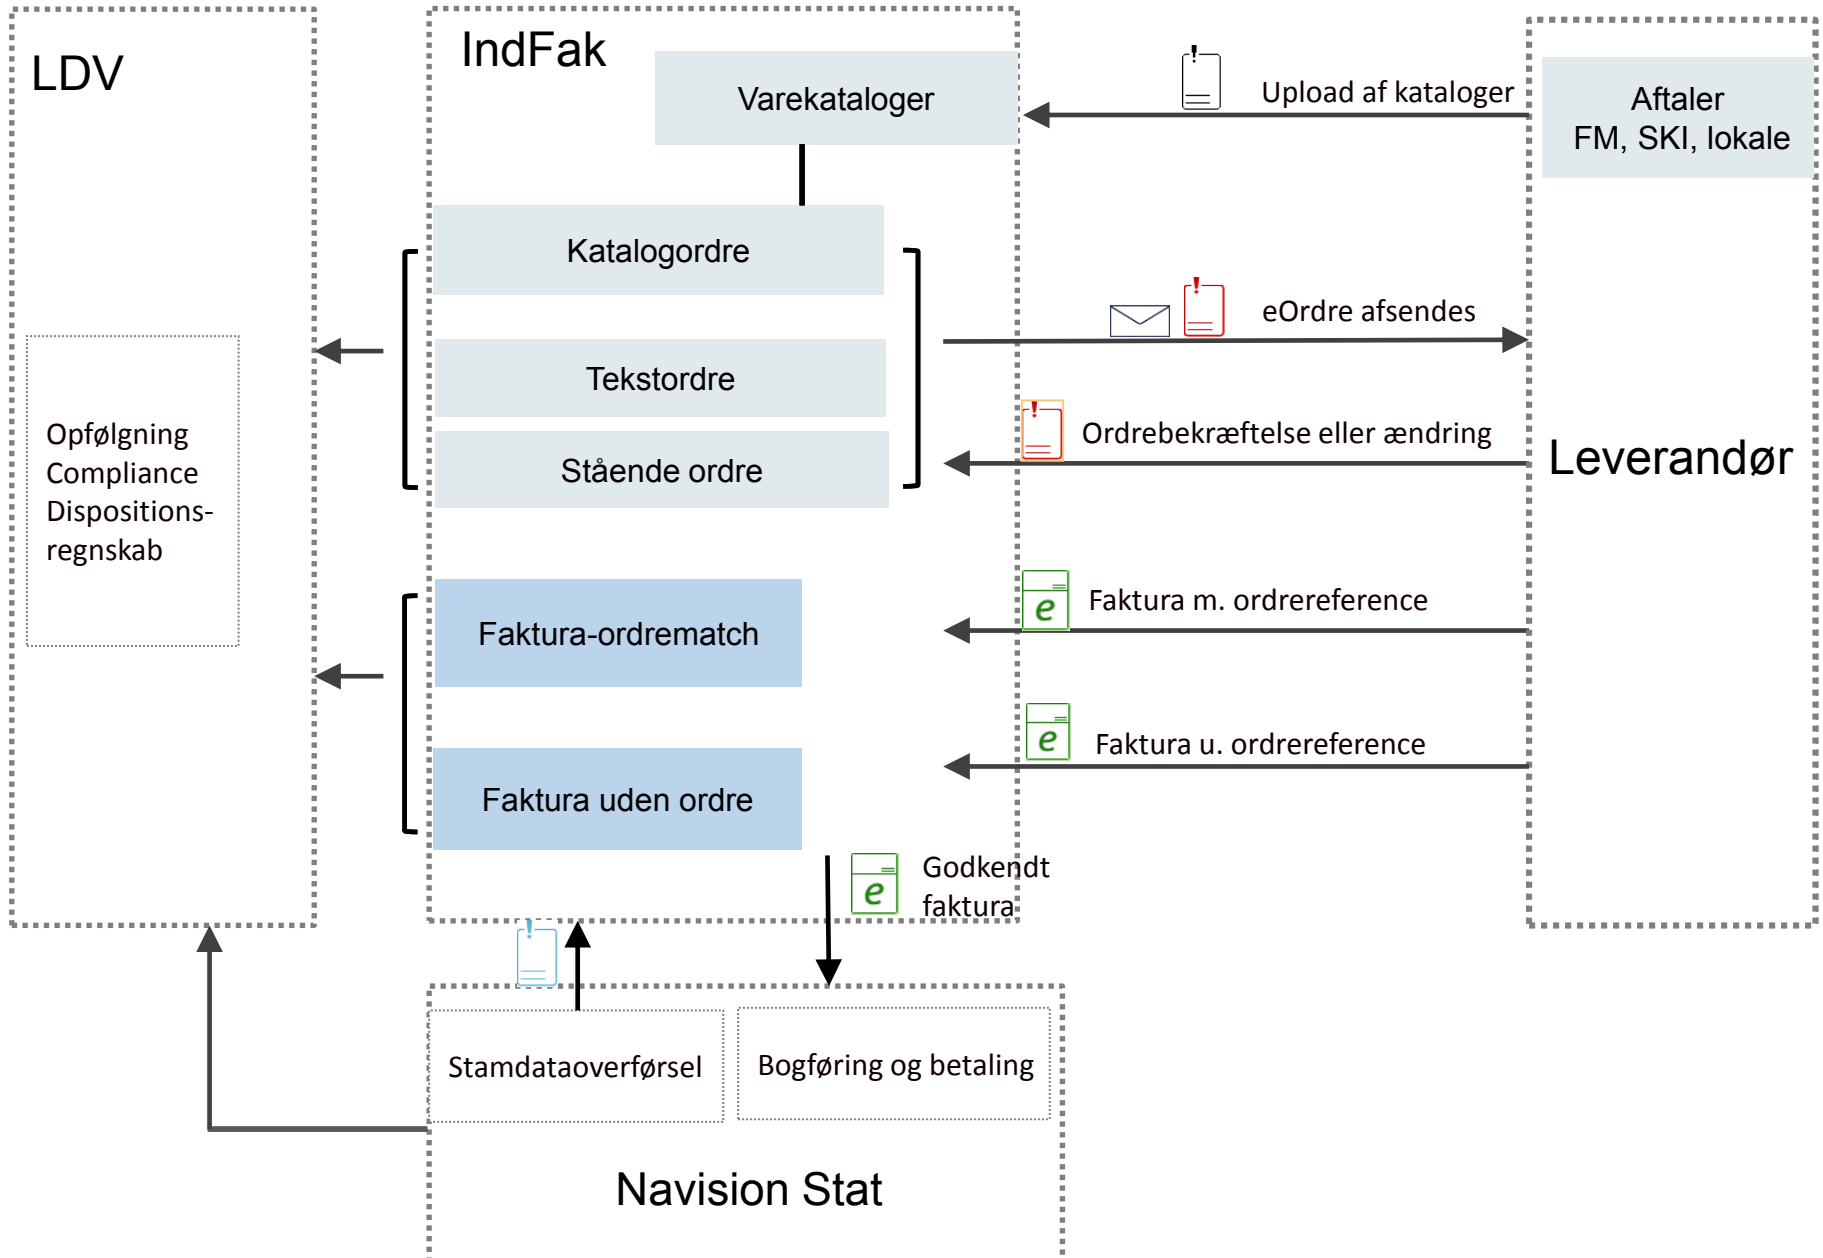 LDV
Opfølgning
Compliance
Dispositions-
regnskab
IndFak
Varekataloger
Katalogordre
Tekstordre
Stående ordre
Faktura-ordrematch
Faktura uden ordre
Godkendt
faktura
Upload af kataloger
eOrdre afsendes
Ordrebekræftelse eller ændring
e
Faktura m. ordrereference
e
Faktura u. ordrereference
e
Aftaler
FM, SKI, lokale
Leverandør
Stamdataoverførsel
Bogføring og betaling
Navision Stat